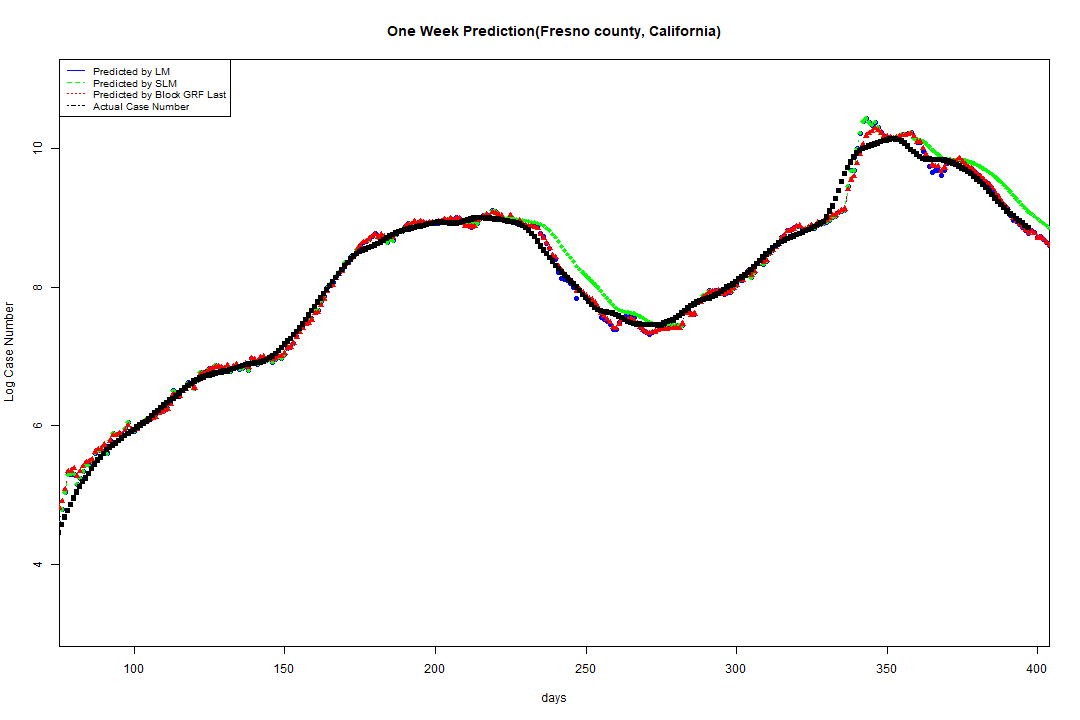 One Week Prediction(Fresno county, California)
Predicted by LM
Predicted by SLM
Predicted by Block GRF Last
Actual Case Number
10
8
6
4
Log Case Number
100 150 200 250 300 350 400
days